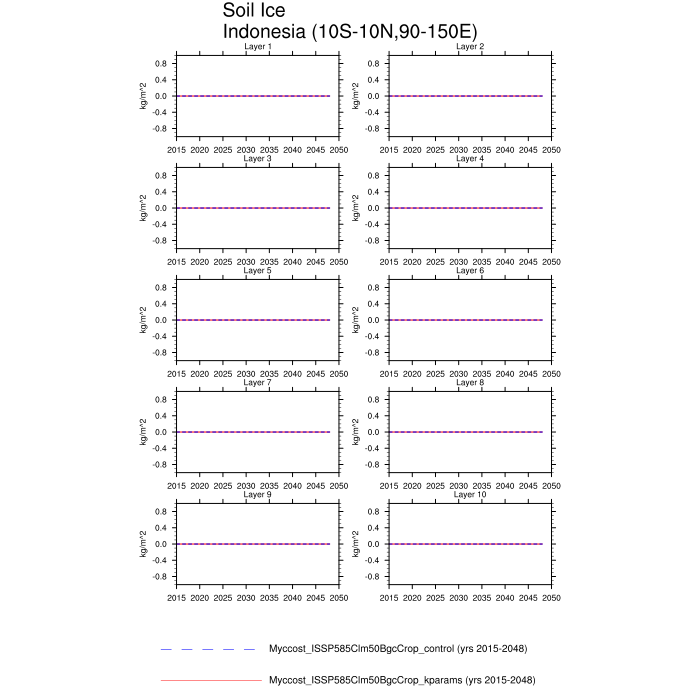 Soil Ice
Indonesia (10S-10N,90-150E)
Layer 1
Layer 2
kg/m^2
0.8
0.4
0.0
-0.4
-0.8
2015 2020 2025 2030 2035 2040 2045 2050
kg/m^2
0.8
0.4
0.0
-0.4
-0.8
2015 2020 2025 2030 2035 2040 2045 2050
Layer 3
Layer 4
kg/m^2
0.8
0.4
0.0
-0.4
-0.8
2015 2020 2025 2030 2035 2040 2045 2050
kg/m^2
0.8
0.4
0.0
-0.4
-0.8
2015 2020 2025 2030 2035 2040 2045 2050
Layer 5
Layer 6
kg/m^2
0.8
0.4
0.0
-0.4
-0.8
2015 2020 2025 2030 2035 2040 2045 2050
kg/m^2
0.8
0.4
0.0
-0.4
-0.8
2015 2020 2025 2030 2035 2040 2045 2050
Layer 7
Layer 8
kg/m^2
0.8
0.4
0.0
-0.4
-0.8
2015 2020 2025 2030 2035 2040 2045 2050
kg/m^2
0.8
0.4
0.0
-0.4
-0.8
2015 2020 2025 2030 2035 2040 2045 2050
Layer 9
Layer 10
kg/m^2
0.8
0.4
0.0
-0.4
-0.8
2015 2020 2025 2030 2035 2040 2045 2050
kg/m^2
0.8
0.4
0.0
-0.4
-0.8
2015 2020 2025 2030 2035 2040 2045 2050
Myccost_ISSP585Clm50BgcCrop_control (yrs 2015-2048)
Myccost_ISSP585Clm50BgcCrop_kparams (yrs 2015-2048)